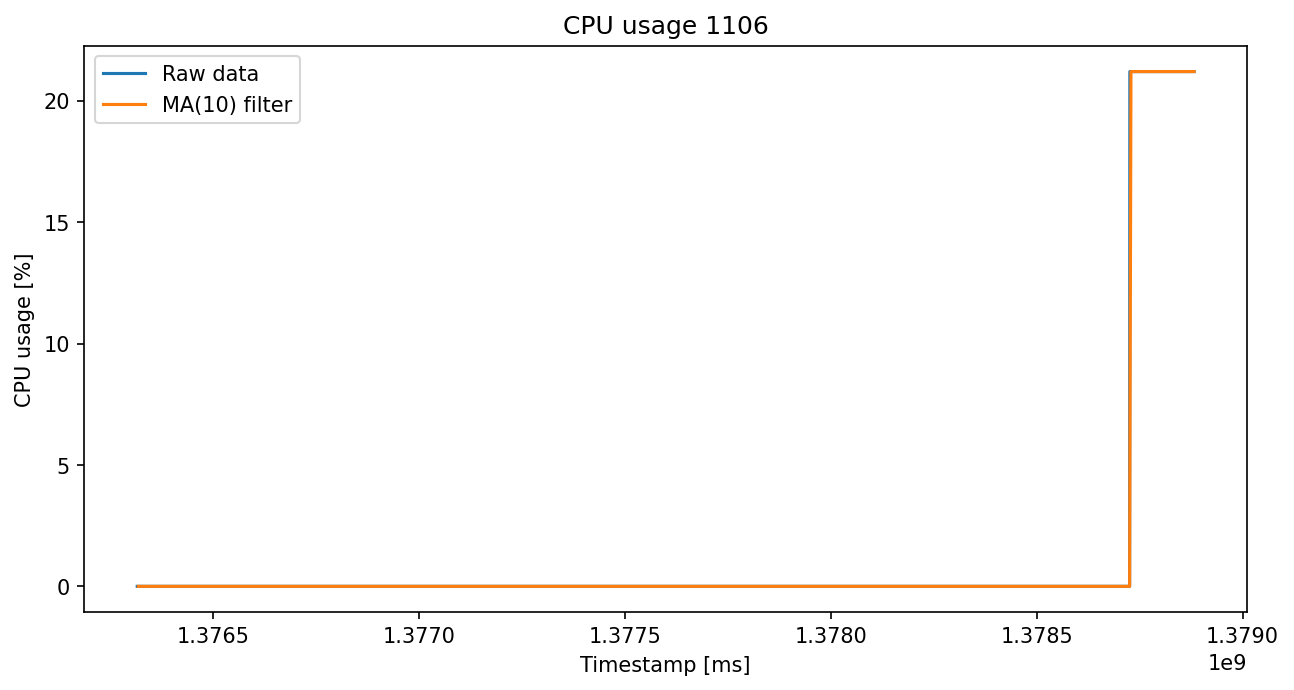 CPU usage 1106
Raw data
MA(10) filter
CPU usage [%]
20
15
10
5
0
1.3765
1.3770
1.3775
1.3780
1.3785
1.3790
1e9
Timestamp [ms]